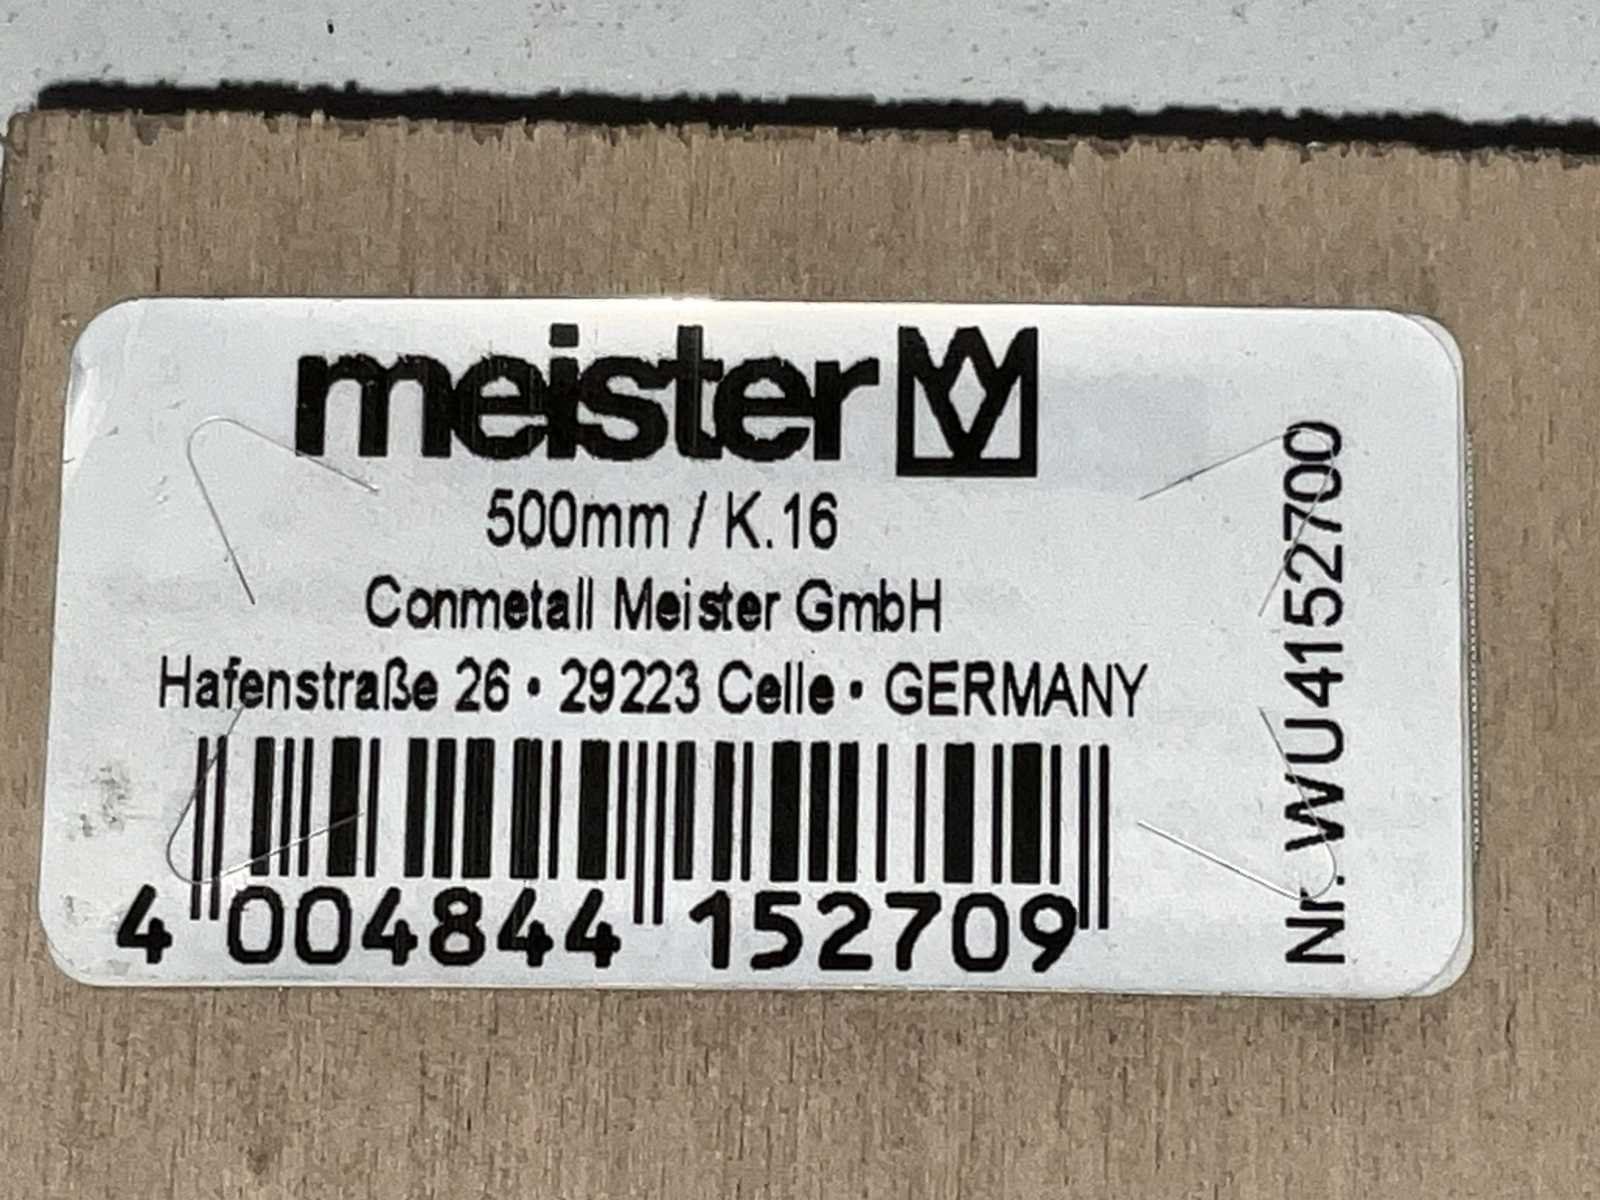 meister
500mm / K.16
Conmetall Meister GmbH
Hafenstraße 26 • 29223 Celle • GERMANY
4 004844 152709
Nr. WU4152700